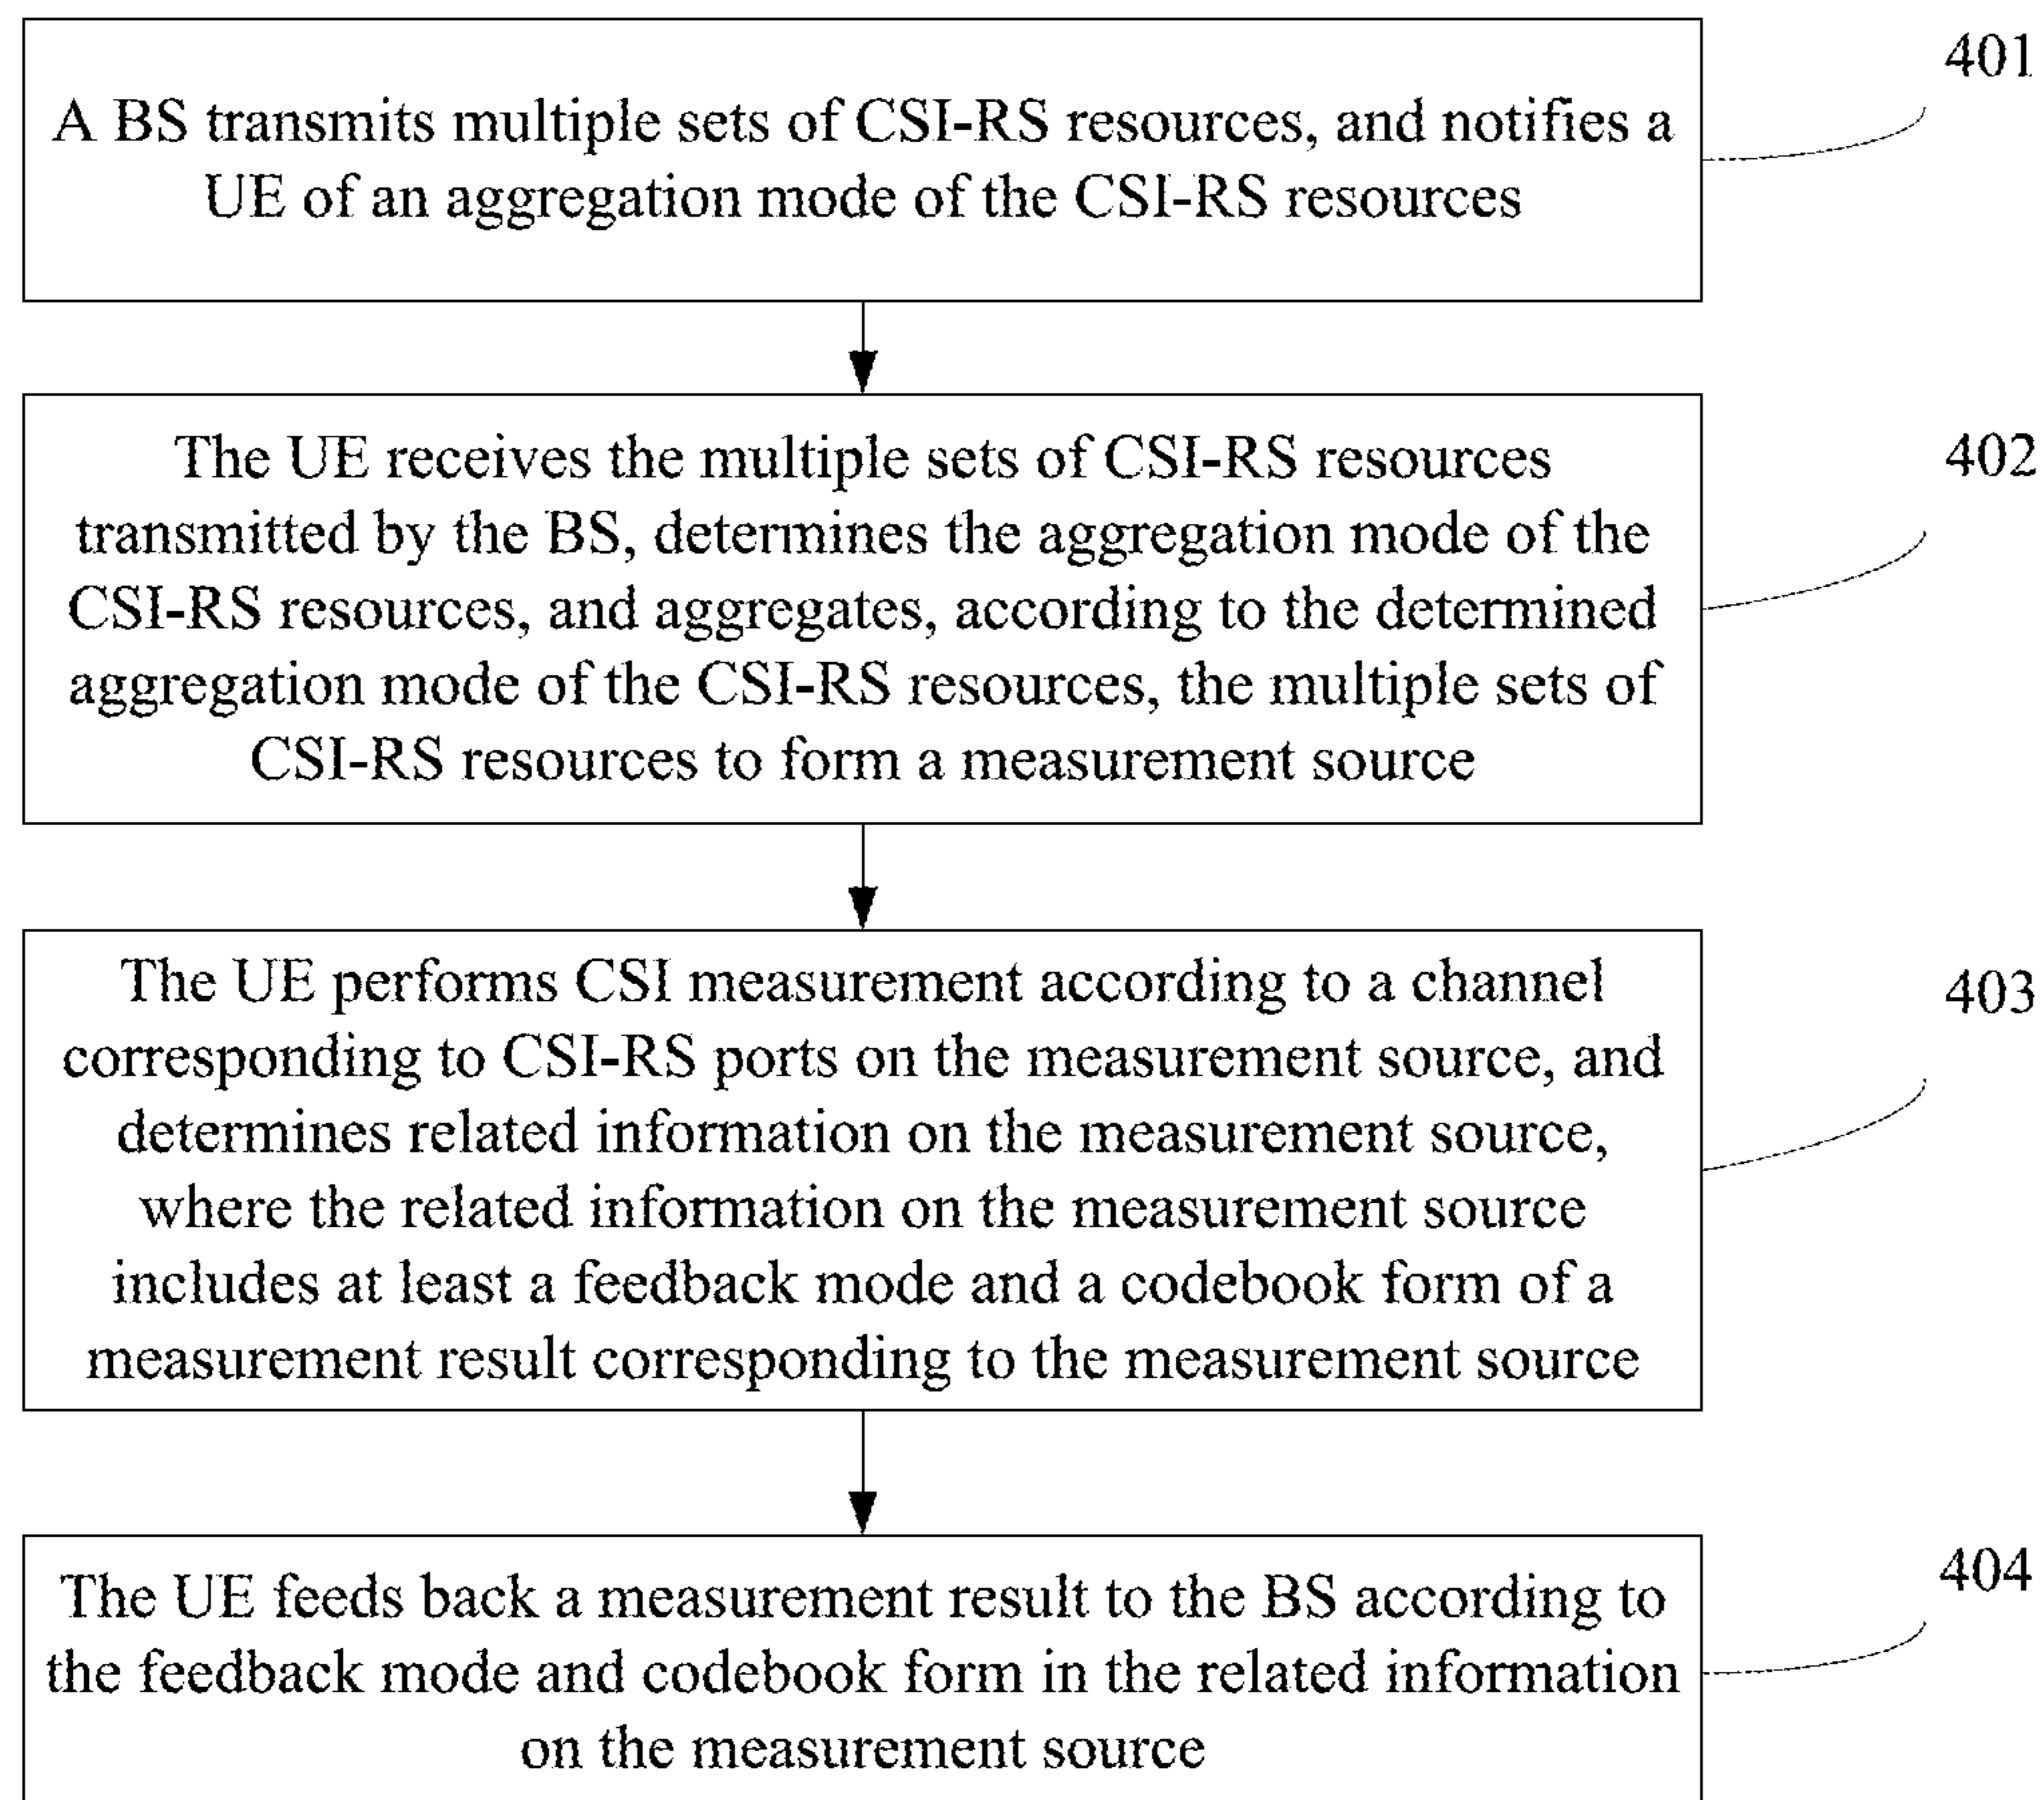 401
A BS transmits multiple sets of CSI-RS resources, and notifies a
UE of an aggregation mode of the CSI-RS resources
402
The UE receives the multiple sets of CSI-RS resources
transmitted by the BS, determines the aggregation mode of the
CSI-RS resources, and aggregates, according to the determined
aggregation mode of the CSI-RS resources, the multiple sets of
CSI-RS resources to form a measurement source
403
The UE performs CSI measurement according to a channel
corresponding to CSI-RS ports on the measurement source, and
determines related information on the measurement source,
where the related information on the measurement source
includes at least a feedback mode and a codebook form of a
measurement result corresponding to the measurement source
404
The UE feeds back a measurement result to the BS according to
the feedback mode and codebook form in the related information
on the measurement source